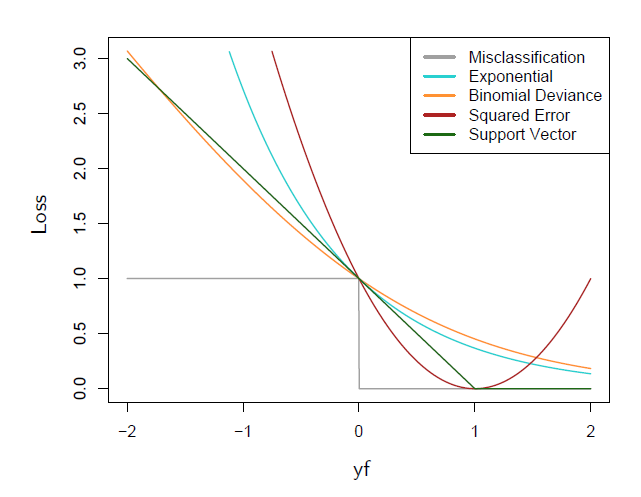 Misclassification
Exponential
Binomial Deviance
Squared Error
Support Vector
Loss
3.0
2.5
2.0
1.5
1.0
0.5
0.0
−2 −1 0 1 2
yf